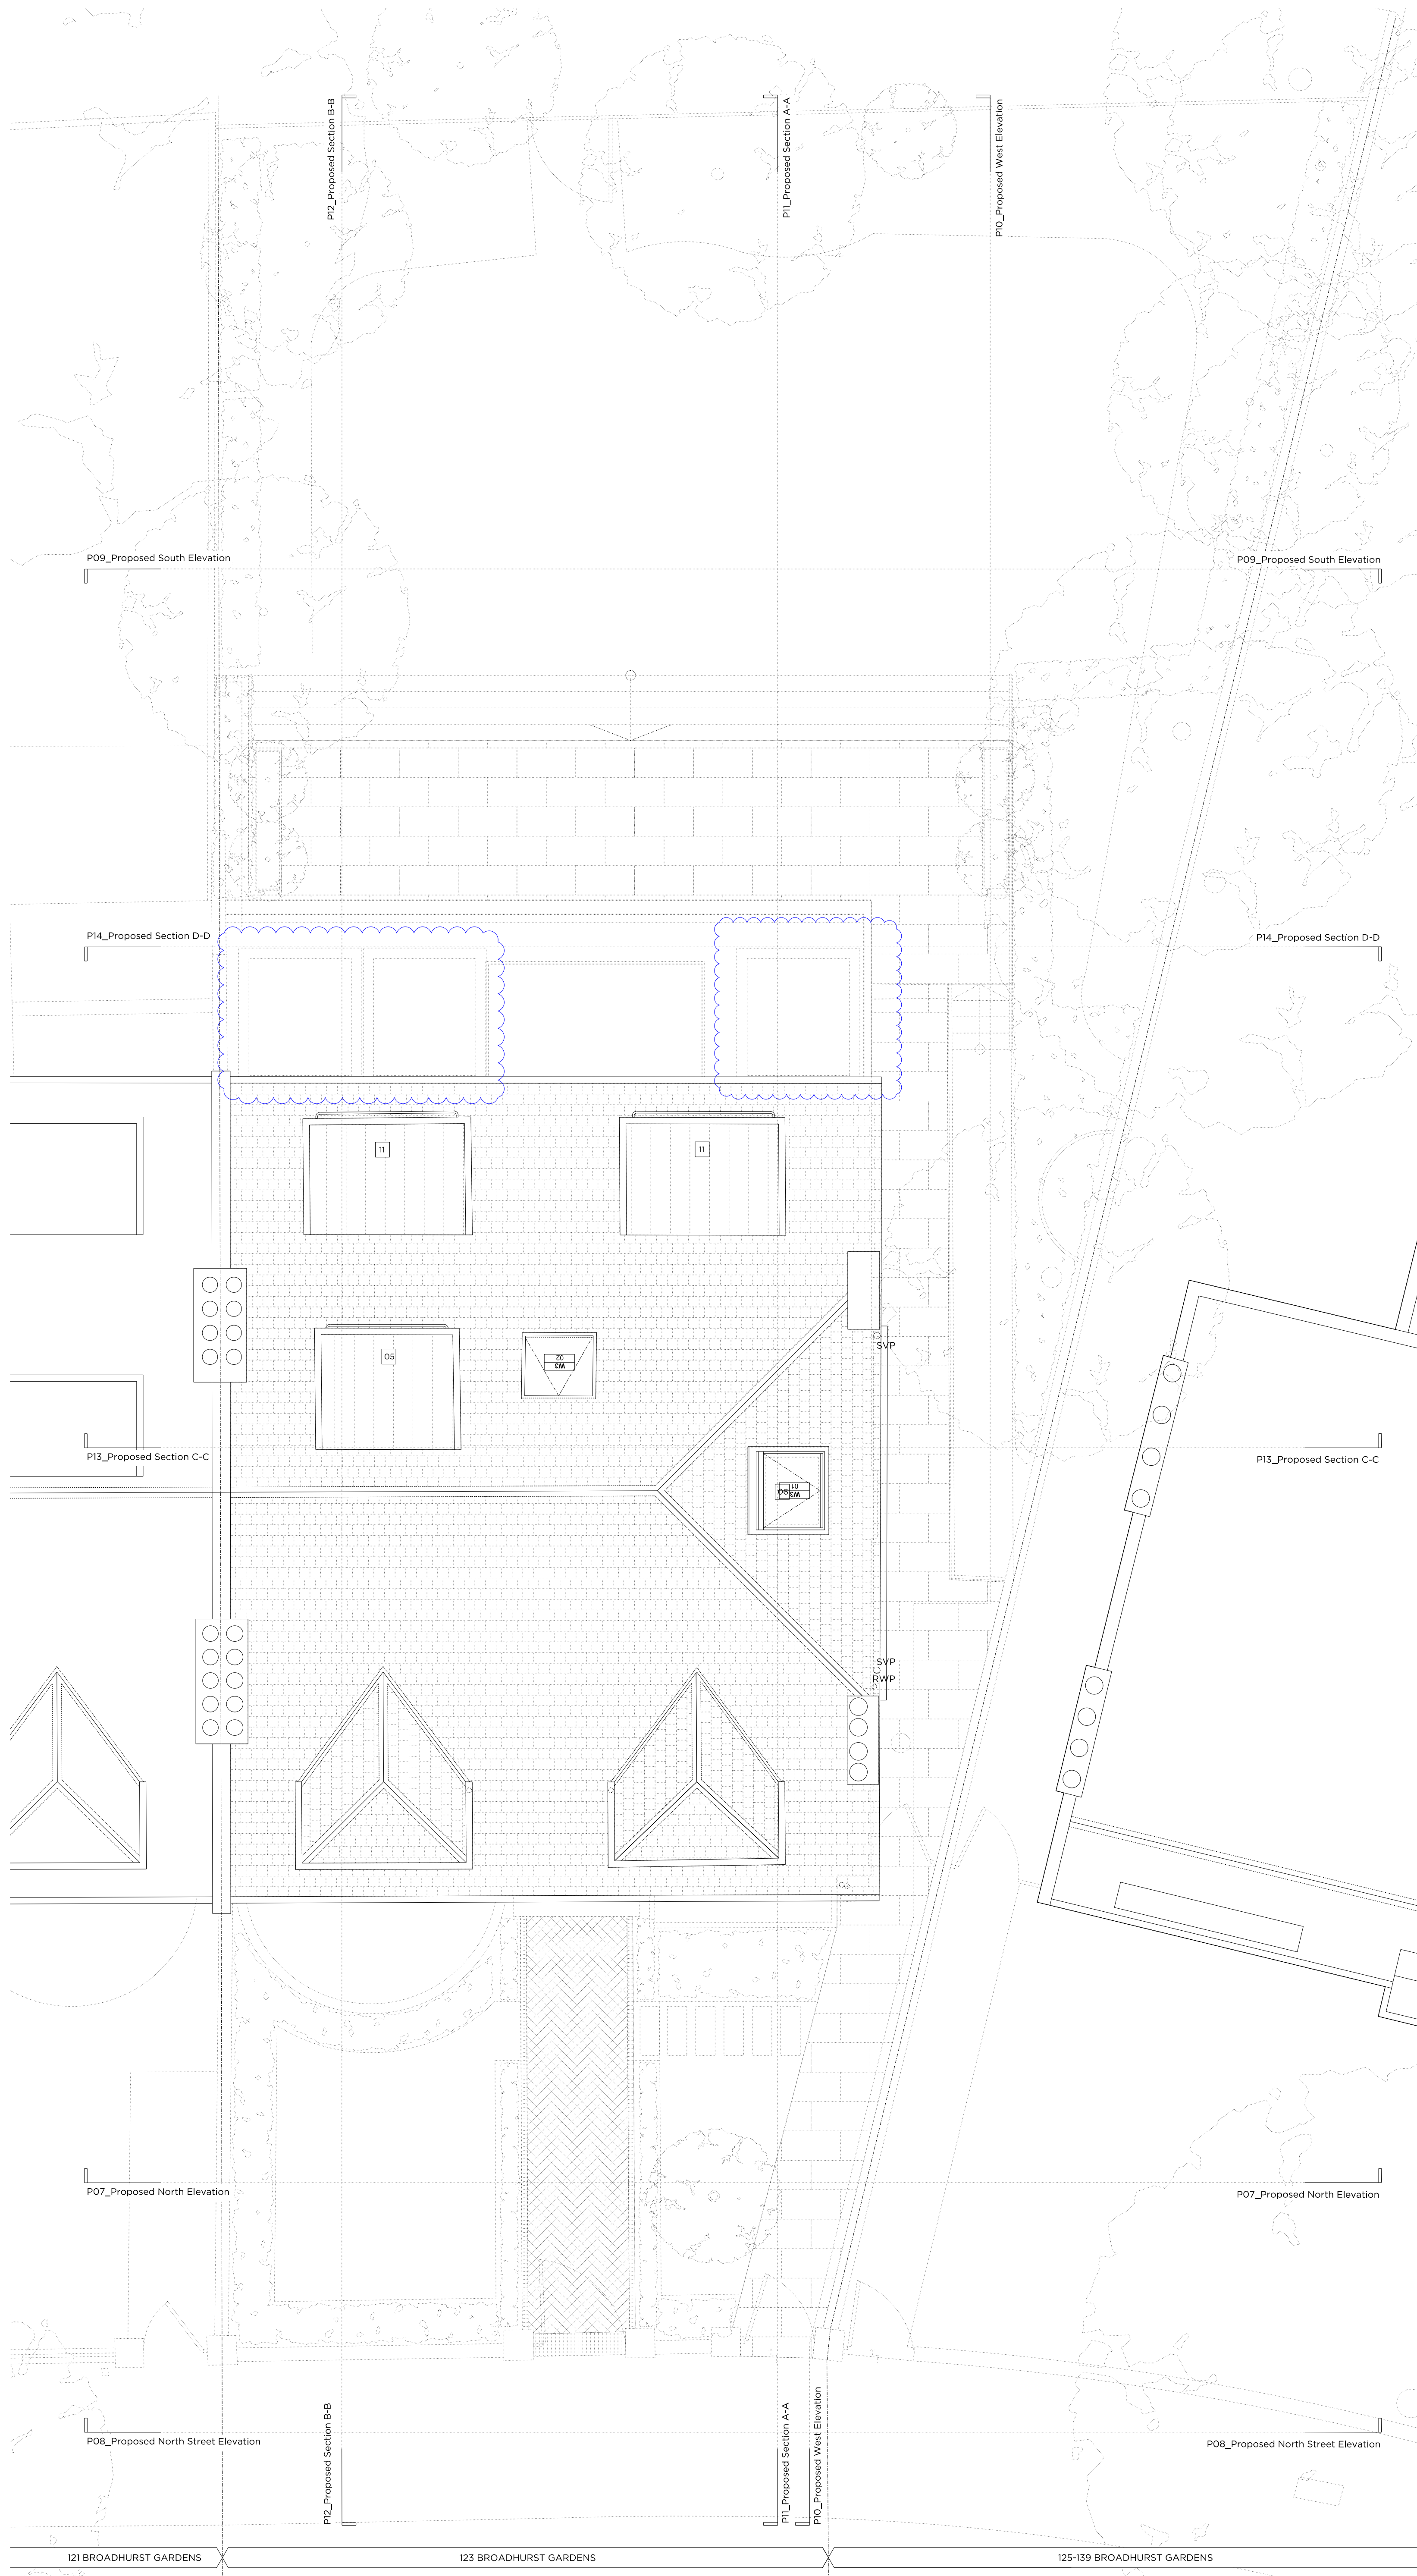 P12_Proposed Section B-B
P11_Proposed Section A-A
P10_Proposed West Elevation
P09_Proposed South Elevation
P09_Proposed South Elevation
P14_Proposed Section D-D
P14_Proposed Section D-D
11
11
SVP
05
W3
02
P13_Proposed Section C-C
P13_Proposed Section C-C
06
W3
01
SVP
RWP
P07_Proposed North Elevation
P07_Proposed North Elevation
P12_Proposed Section B-B
P11_Proposed Section A-A
P10_Proposed West Elevation
P08_Proposed North Street Elevation
P08_Proposed North Street Elevation
121 BROADHURST GARDENS
123 BROADHURST GARDENS
125-139 BROADHURST GARDENS